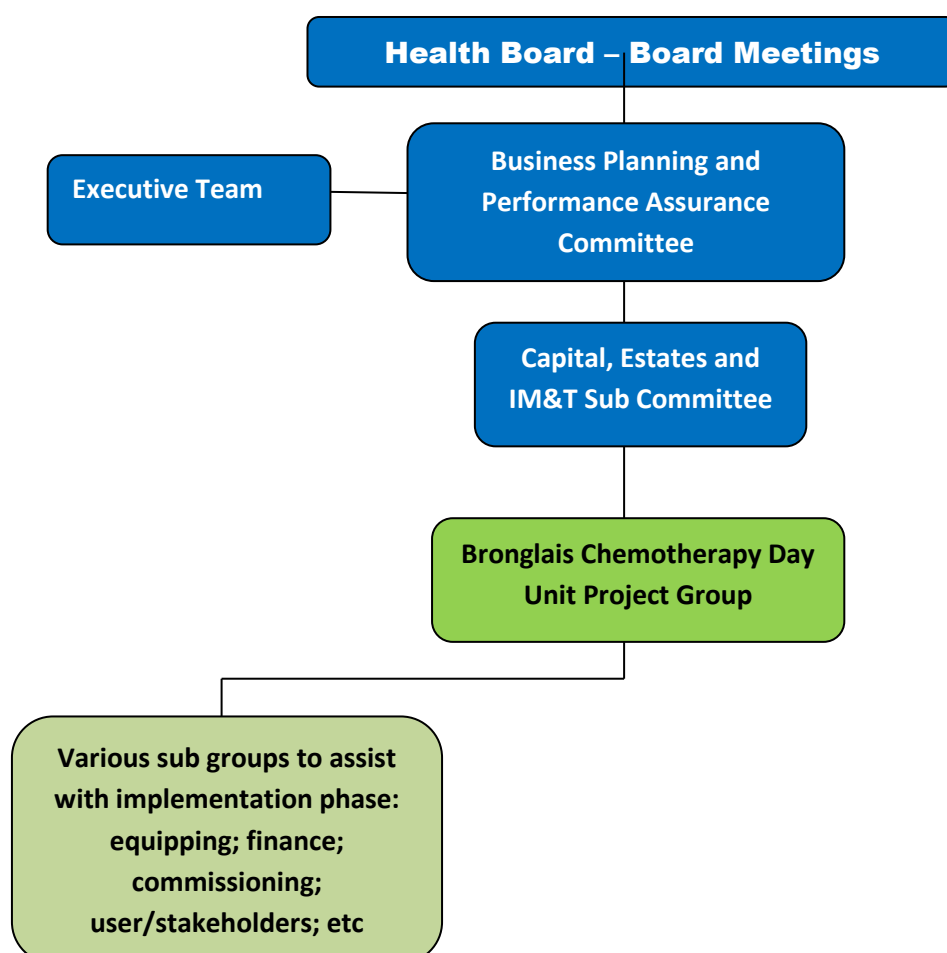 Health Board – Board Meetings
Business Planning and
Performance Assurance
Committee
Executive Team
Capital, Estates and
IM&T Sub Committee
Bronglais Chemotherapy Day
Unit Project Group
Various sub groups to assist
with implementation phase:
equipping; finance;
commissioning;
user/stakeholders; etc